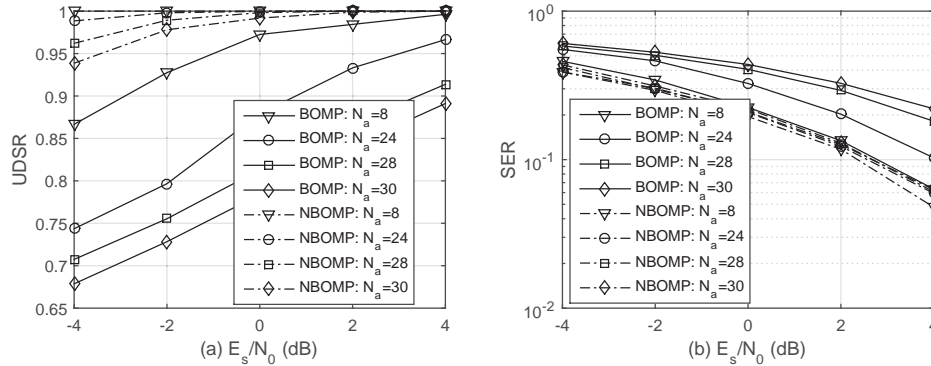 1
0.95
0.9
0.85
0.8
0.75
0.7
0.65
UDSR
-4
-2
0
2
4
(a) E_s/N_0 (dB)
BOMP: N_a=8
BOMP: N_a=24
BOMP: N_a=28
BOMP: N_a=30
NBOMP: N_a=8
NBOMP: N_a=24
NBOMP: N_a=28
NBOMP: N_a=30
10^0
10^-1
10^-2
SER
-4
-2
0
2
4
(b) E_s/N_0 (dB)
BOMP: N_a=8
BOMP: N_a=24
BOMP: N_a=28
BOMP: N_a=30
NBOMP: N_a=8
NBOMP: N_a=24
NBOMP: N_a=28
NBOMP: N_a=30